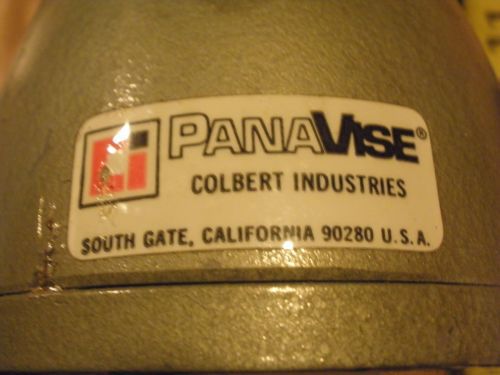 PANAVISE®
COLBERT INDUSTRIES
SOUTH GATE, CALIFORNIA 90280 U.S.A.